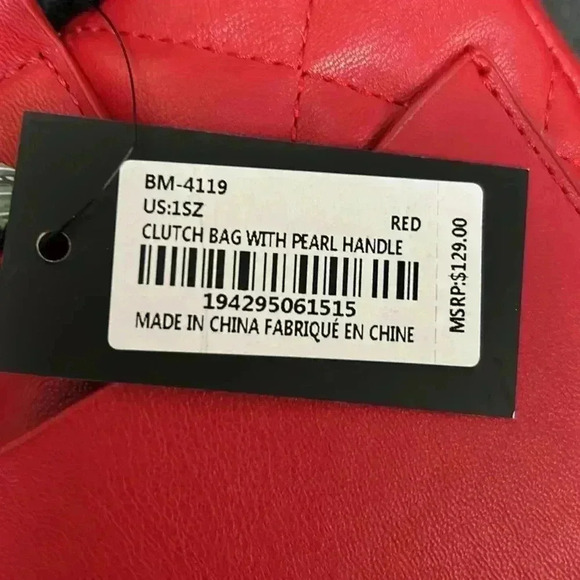 BM-4119
US:1SZ
RED
CLUTCH BAG WITH PEARL HANDLE
194295061515
MADE IN CHINA FABRIQUÉ EN CHINE
MSRP:$129.00